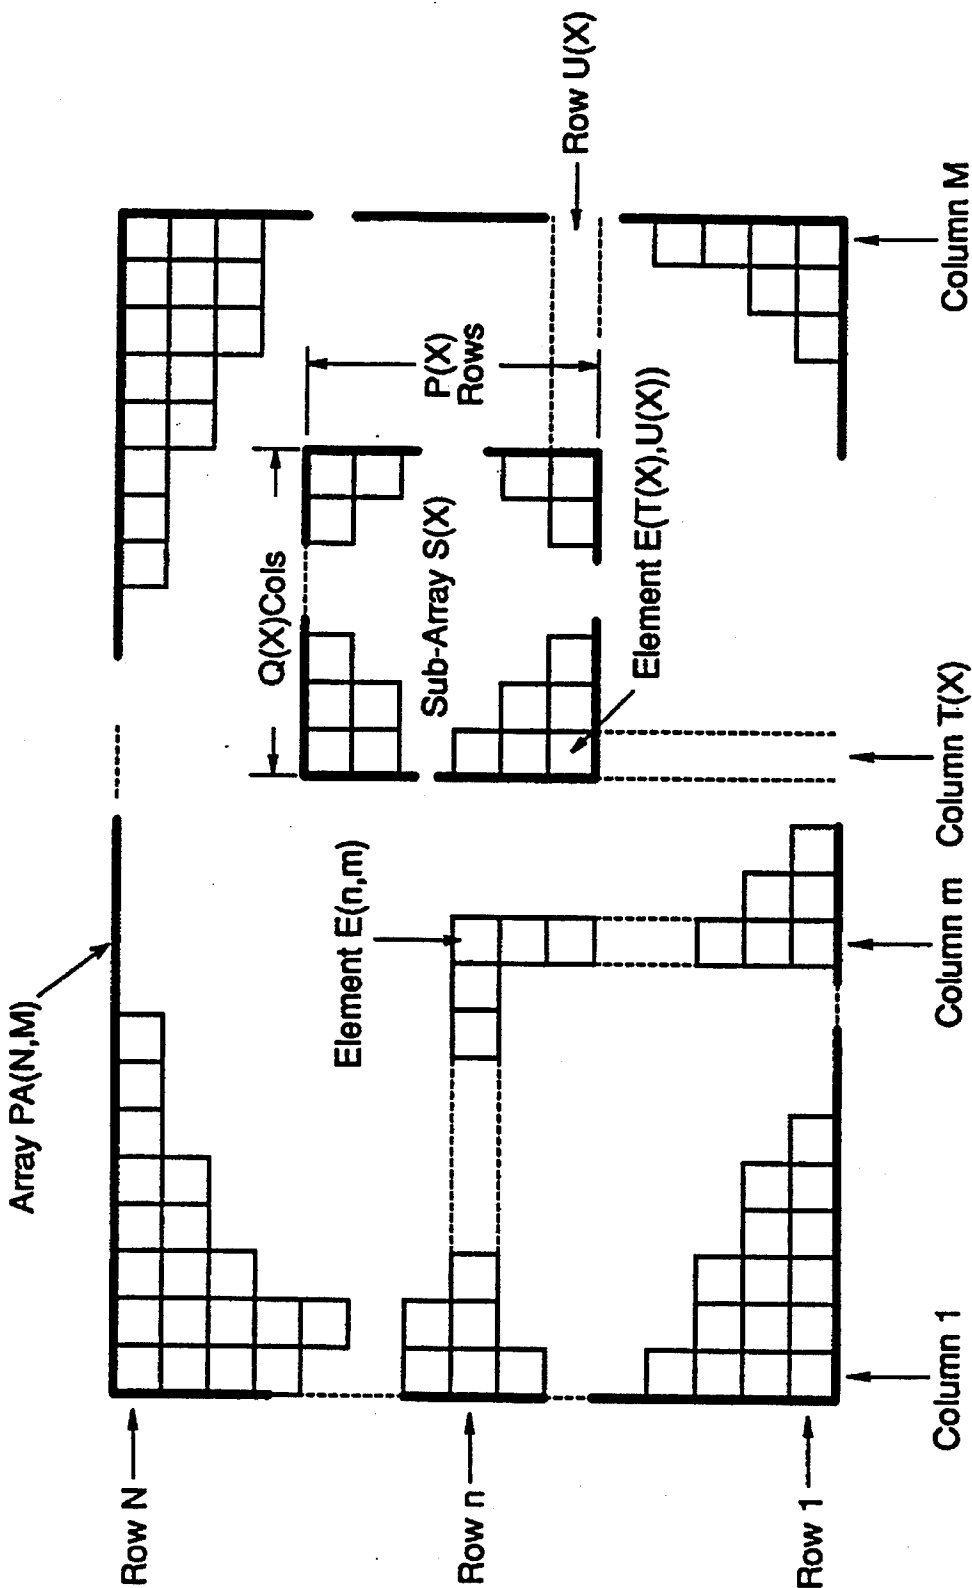 Array PA(N,M)
Row N
Q(X)Cols
P(X)
Rows
Element E(n,m)
Sub-Array S(X)
Row n
Row U(X)
Element E(T(X),U(X))
Row 1
Column 1
Column m
Column T(X)
Column M